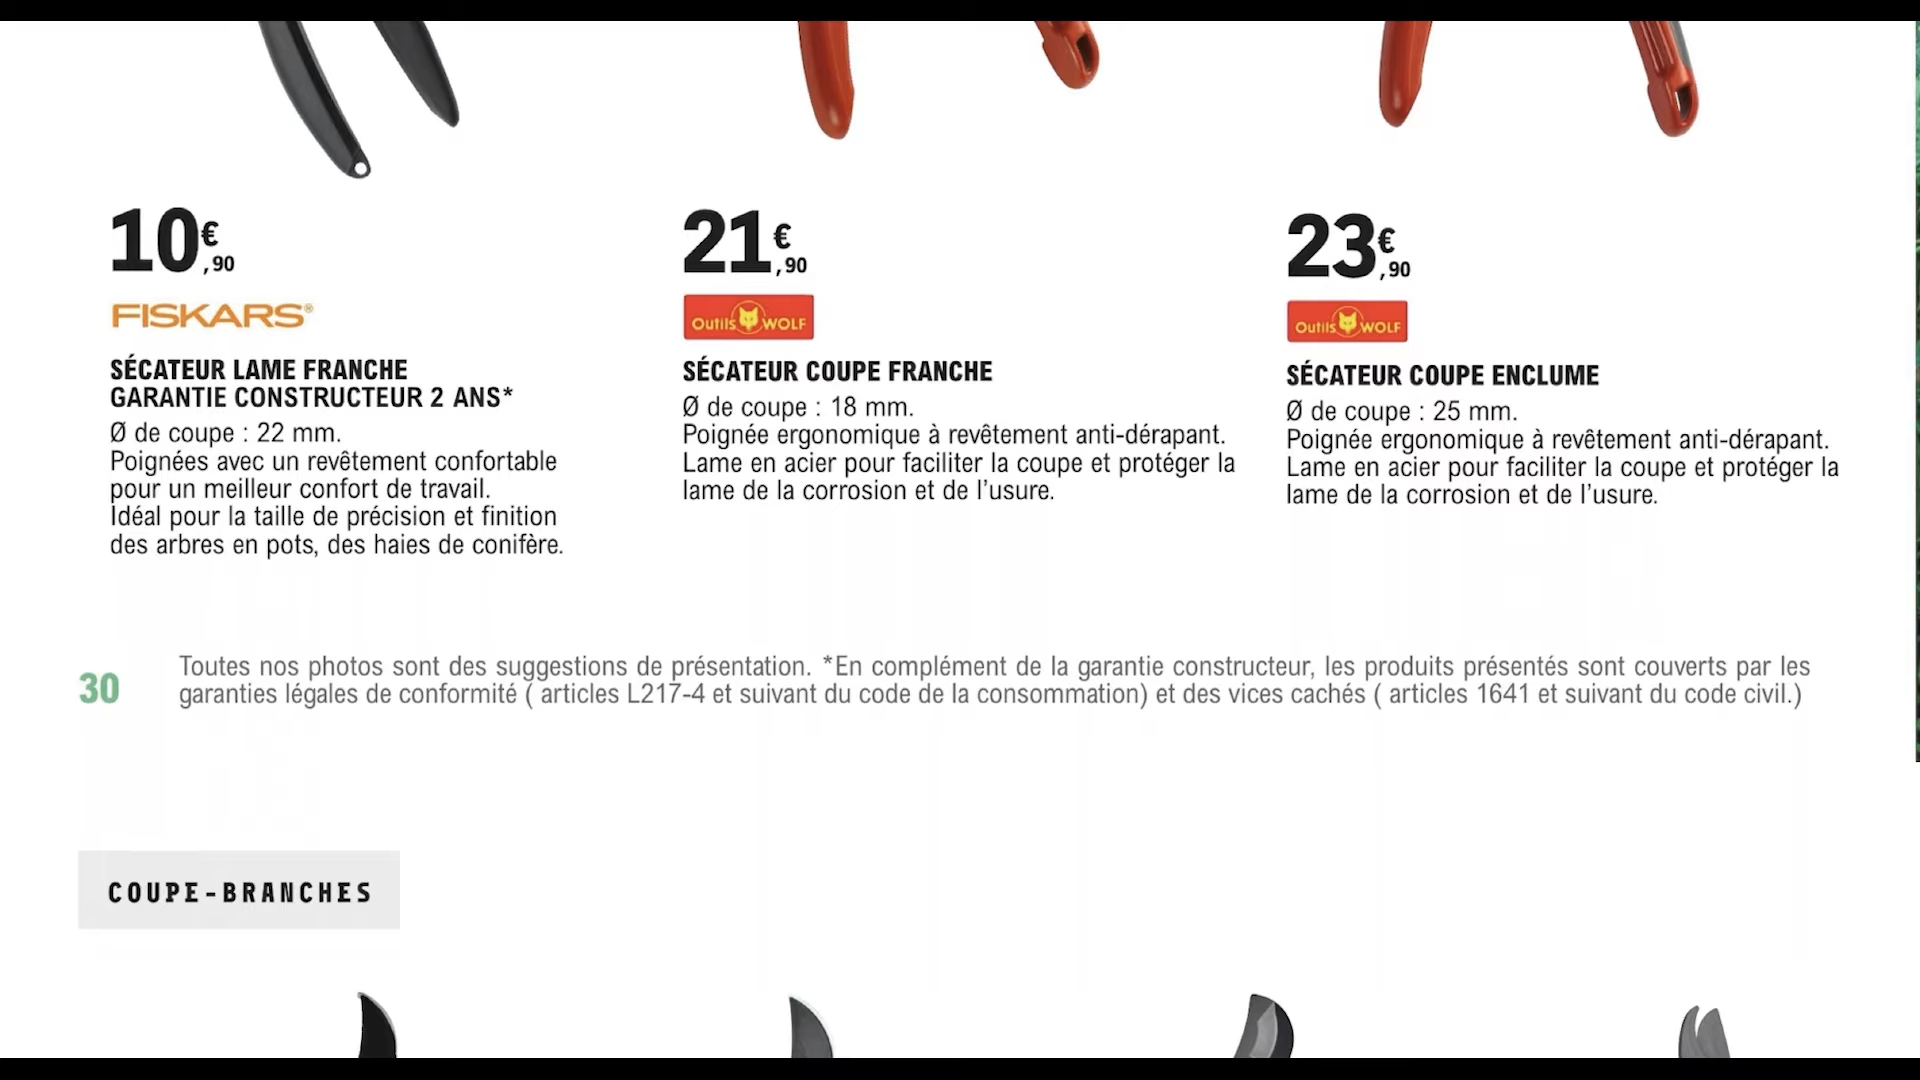 10€,90
FISKARS®
SÉCATEUR LAME FRANCHE
GARANTIE CONSTRUCTEUR 2 ANS*
Ø de coupe : 22 mm.
Poignées avec un revêtement confortable
pour un meilleur confort de travail.
Idéal pour la taille de précision et finition
des arbres en pots, des haies de conifère.
21€,90
Outils WOLF
SÉCATEUR COUPE FRANCHE
Ø de coupe : 18 mm.
Poignée ergonomique à revêtement anti-dérapant.
Lame en acier pour faciliter la coupe et protéger la
lame de la corrosion et de l’usure.
23€,90
Outils WOLF
SÉCATEUR COUPE ENCLUME
Ø de coupe : 25 mm.
Poignée ergonomique à revêtement anti-dérapant.
Lame en acier pour faciliter la coupe et protéger la
lame de la corrosion et de l’usure.
30
Toutes nos photos sont des suggestions de présentation. *En complément de la garantie constructeur, les produits présentés sont couverts par les
garanties légales de conformité ( articles L217-4 et suivant du code de la consommation) et des vices cachés ( articles 1641 et suivant du code civil.)
COUPE-BRANCHES